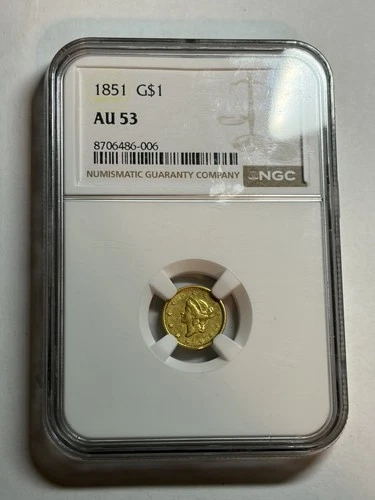 1851 G$1
AU 53
8706486-006
NUMISMATIC GUARANTY COMPANY NGC